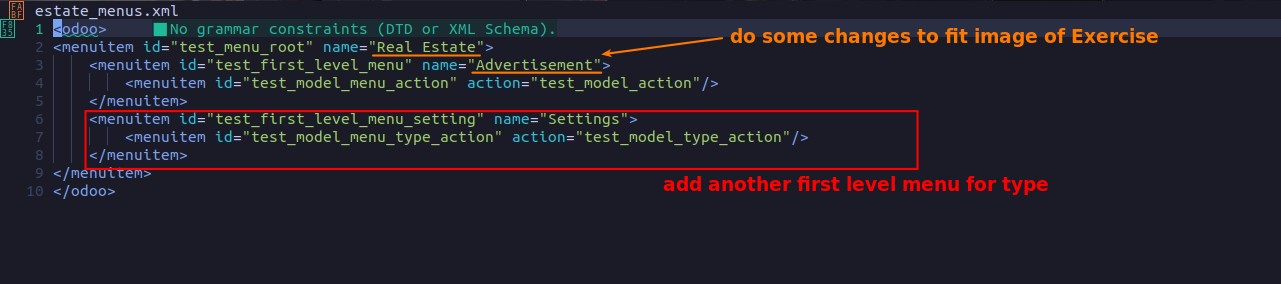 estate_menus.xml
1 <odoo> No grammar constraints (DTD or XML Schema).
do some changes to fit image of Exercise
2 <menuitem id="test_menu_root" name="Real Estate">
3 <menuitem id="test_first_level_menu" name="Advertisement">
4 <menuitem id="test_model_menu_action" action="test_model_action"/>
5 </menuitem>
6 <menuitem id="test_first_level_menu_setting" name="Settings">
7 <menuitem id="test_model_menu_type_action" action="test_model_type_action"/>
8 </menuitem>
9 </menuitem>
add another first level menu for type
10 </odoo>